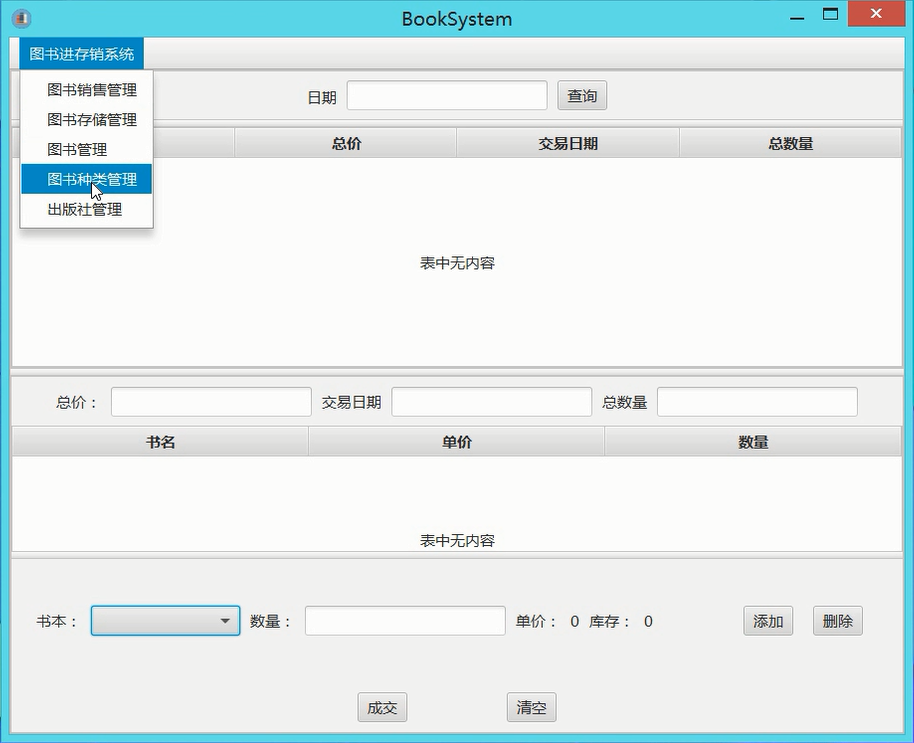 BookSystem
图书进存销系统
图书销售管理
图书存储管理
图书管理
图书种类管理
出版社管理
日期 查询
总价 交易日期 总数量
表中无内容
总价： 交易日期 总数量
书名 单价 数量
表中无内容
书本： 数量： 单价： 0 库存： 0 添加 删除
成交 清空